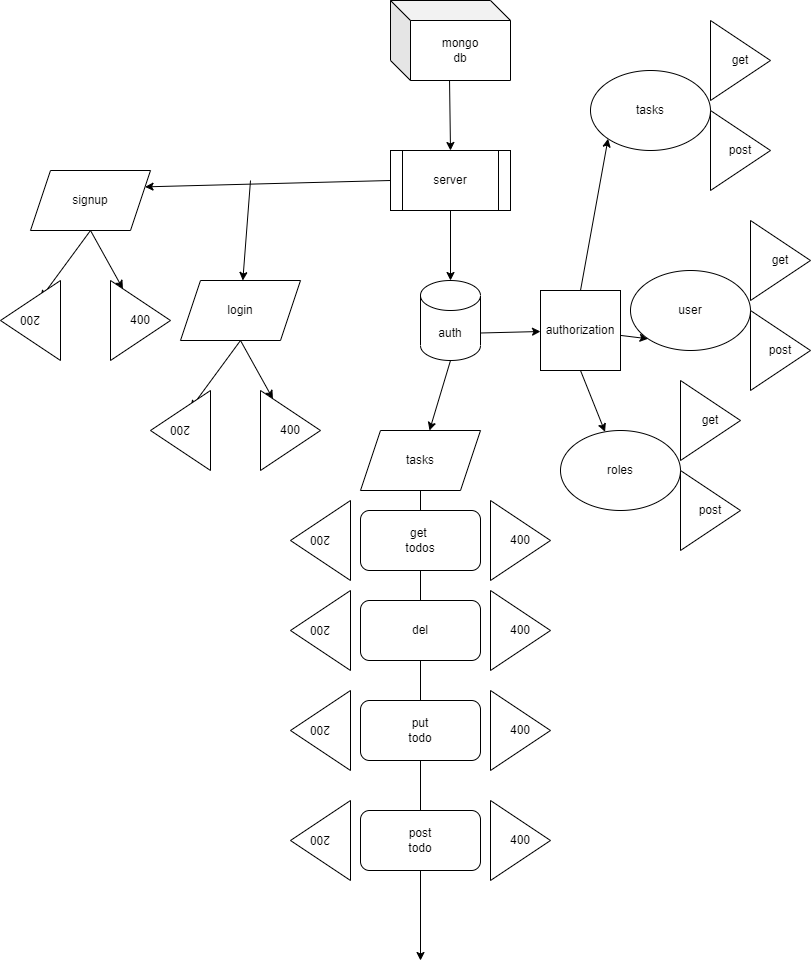 mongo
db
get
tasks
post
server
signup
200
400
login
200
400
auth
authorization
get
user
post
tasks
get
roles
post
200
get
todos
400
200
del
400
200
put
todo
400
200
post
todo
400